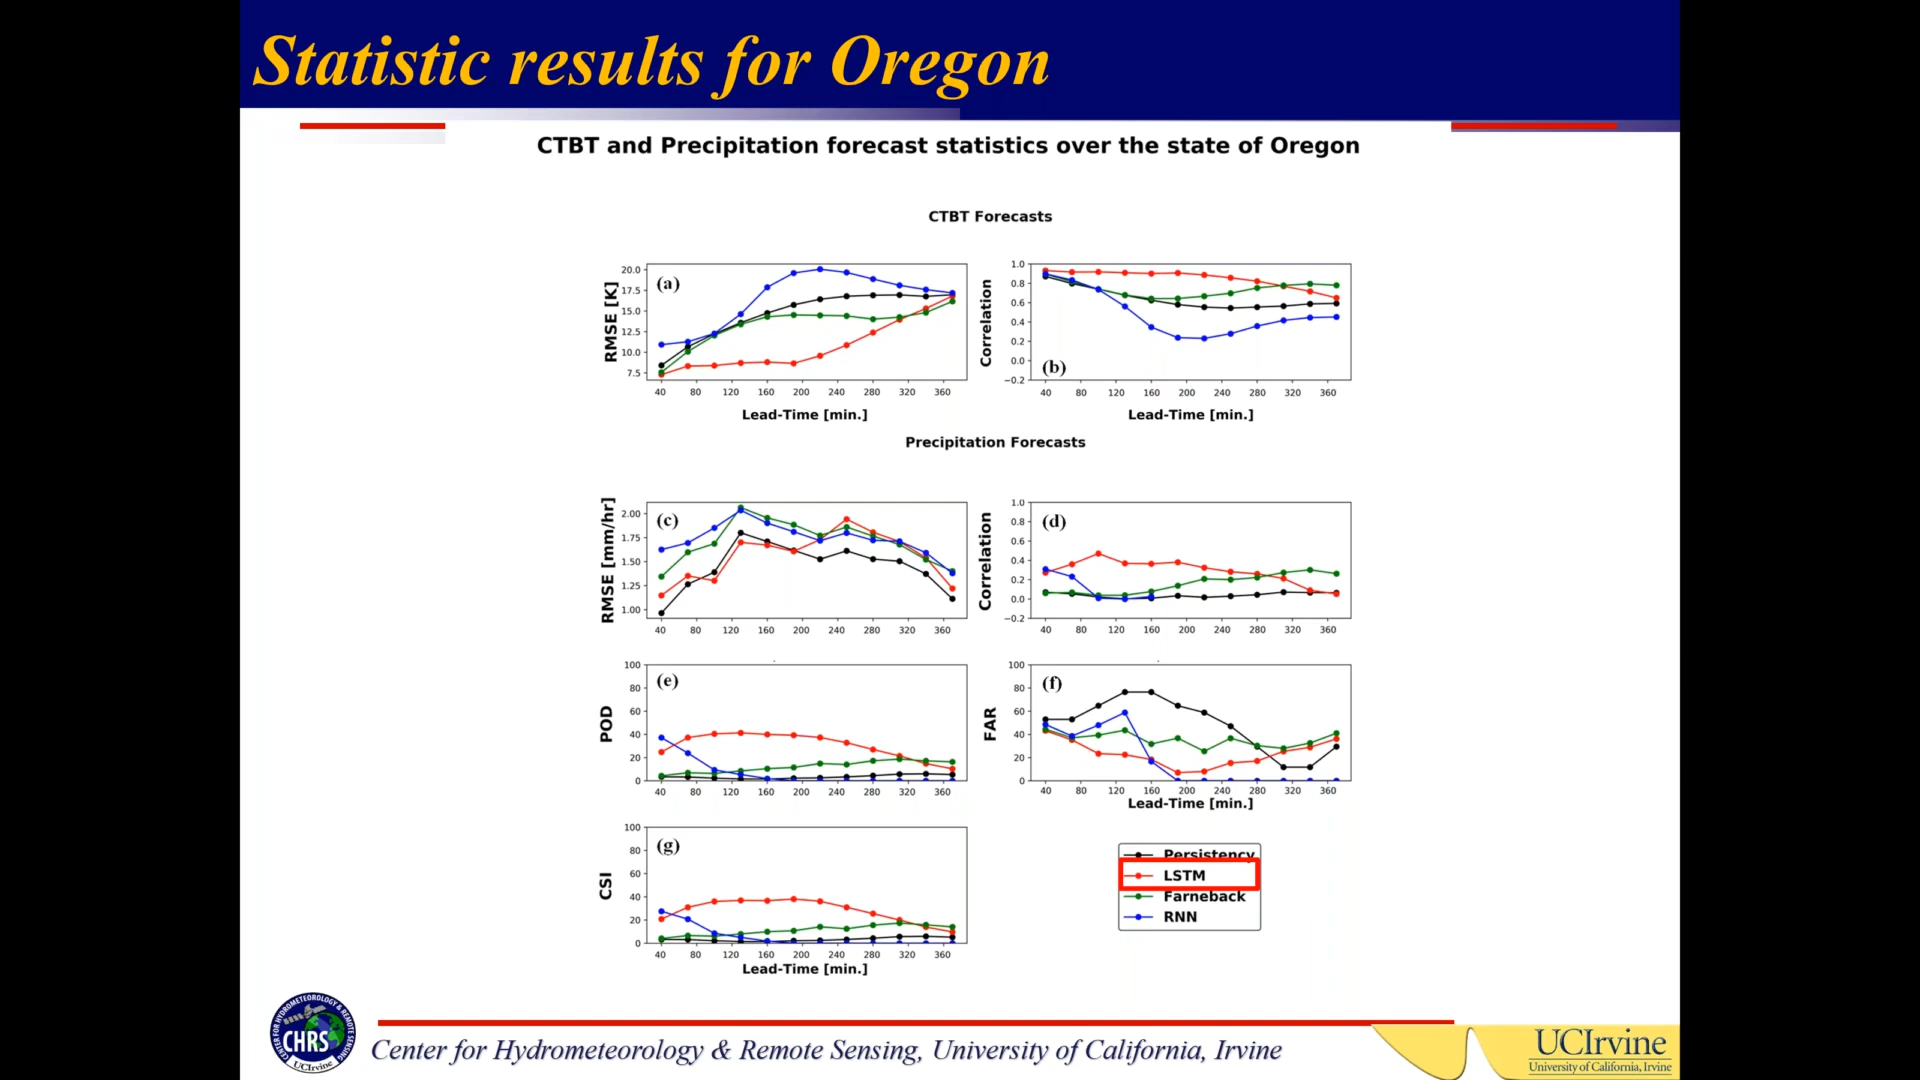 Statistic results for Oregon
CTBT and Precipitation forecast statistics over the state of Oregon
CTBT Forecasts
(a)
RMSE [K]
20.0
17.5
15.0
12.5
10.0
7.5
40 80 120 160 200 240 280 320 360
Lead-Time [min.]
(b)
Correlation
1.0
0.8
0.6
0.4
0.2
0.0
−0.2
40 80 120 160 200 240 280 320 360
Lead-Time [min.]
Precipitation Forecasts
(c)
RMSE [mm/hr]
2.00
1.75
1.50
1.25
1.00
40 80 120 160 200 240 280 320 360
(d)
Correlation
1.0
0.8
0.6
0.4
0.2
0.0
−0.2
40 80 120 160 200 240 280 320 360
(e)
POD
100
80
60
40
20
0
40 80 120 160 200 240 280 320 360
(f)
FAR
100
80
60
40
20
0
40 80 120 160 200 240 280 320 360
Lead-Time [min.]
(g)
CSI
100
80
60
40
20
0
40 80 120 160 200 240 280 320 360
Lead-Time [min.]
Persistency
LSTM
Farneback
RNN
CENTER FOR HYDROMETEOROLOGY & REMOTE SENSING
CHRS
UCIrvine
Center for Hydrometeorology & Remote Sensing, University of California, Irvine
UCIrvine
University of California, Irvine